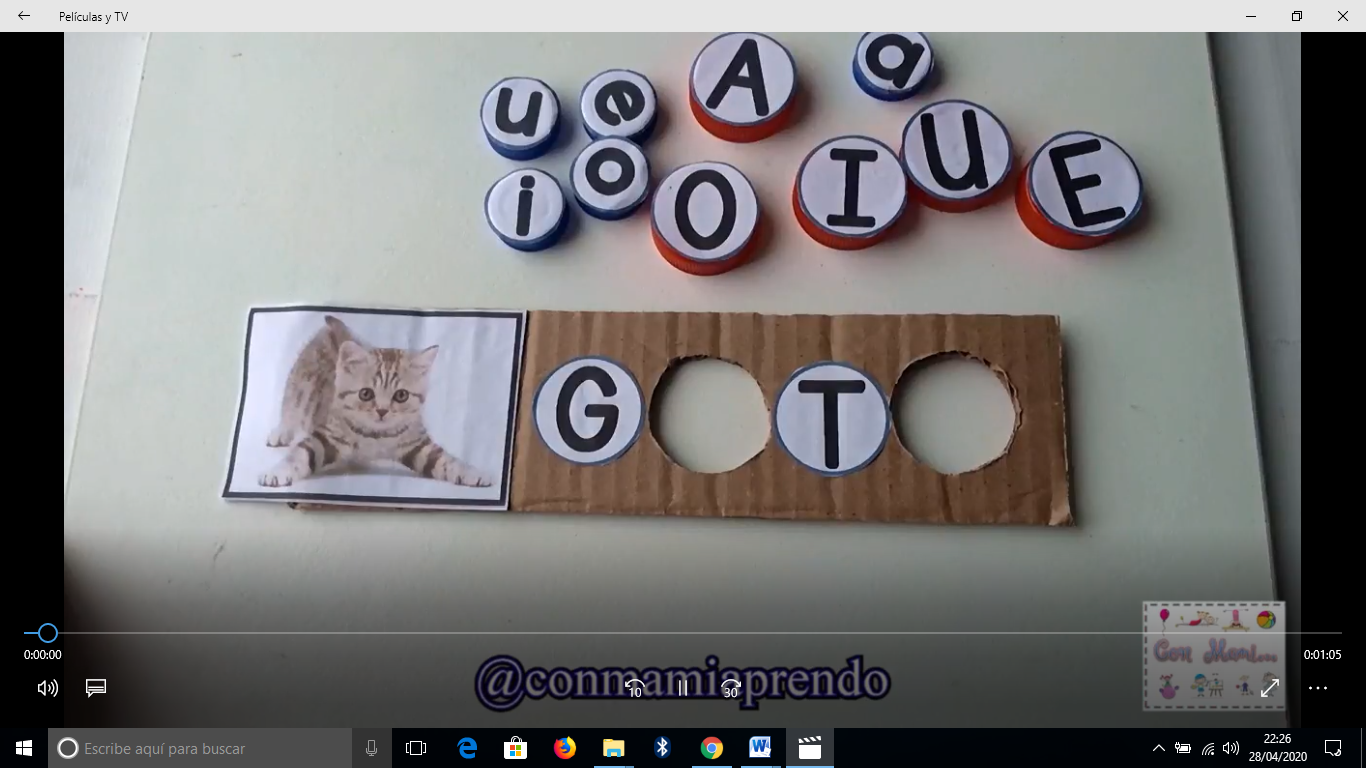 Películas y TV
u e A a
i o O I U E
G T
0:00:00
0:01:05
@conmamiaprendo
Con Mami...
10
30
Escribe aquí para buscar
22:26
28/04/2020